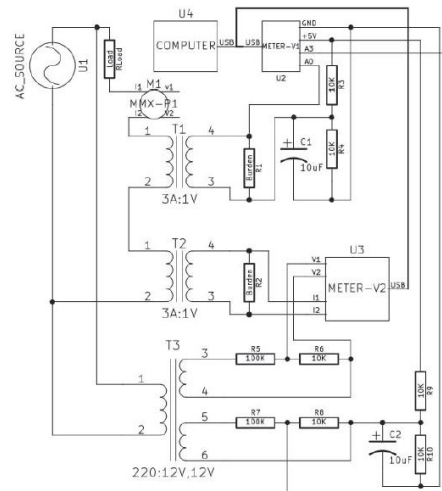 U4
COMPUTER
USB
USB
METER-V1
U2
GND
+5V
A3
A0
AC_SOURCE
U1
Load
RLoad
M1
I1
V1
MMX-P1
I2
V2
T1
1
2
4
3
3A:1V
Burden
R1
C1
10uF
10K
R3
10K
R4
T2
1
2
4
3
3A:1V
Burden
R2
U3
V1
V2
I1
I2
METER-V2
USB
T3
1
2
3
4
5
6
220:12V,12V
R5
100K
R6
10K
R7
100K
R8
10K
10K
R9
C2
10uF
10K
R10